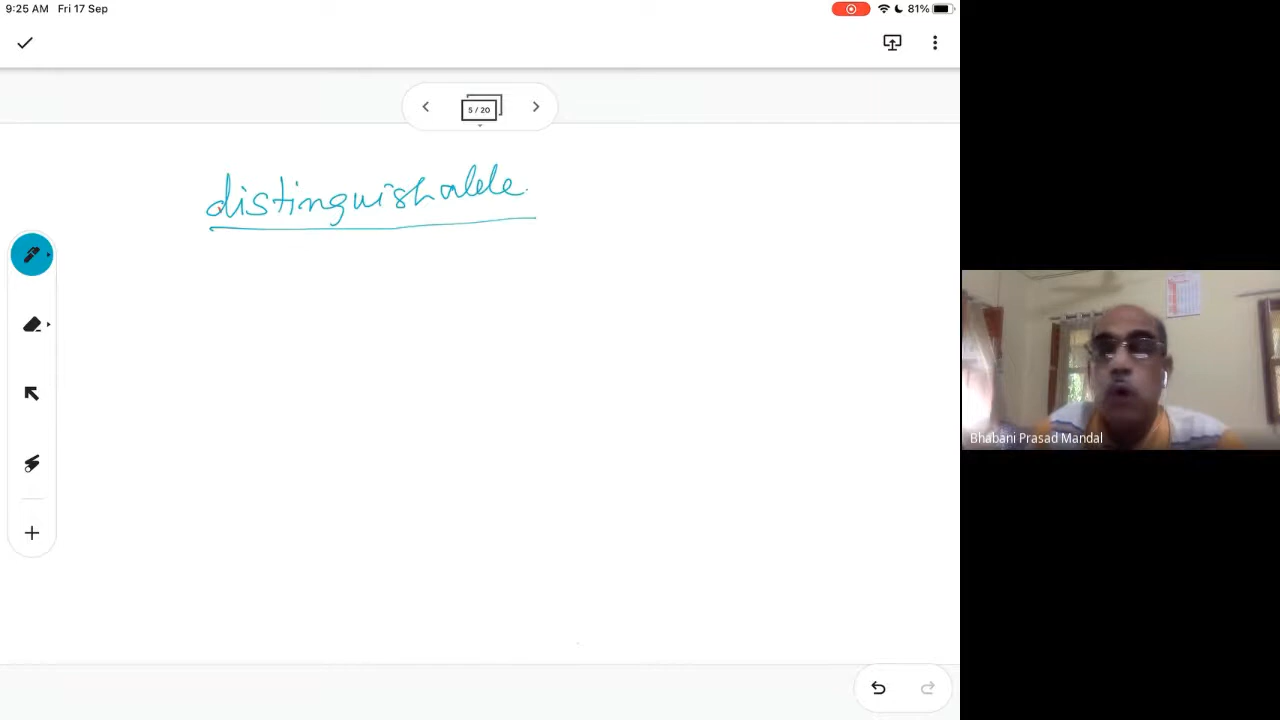 9:25 AM Fri 17 Sep
81%
5 / 20
distinguishable.
Bhabani Prasad Mandal